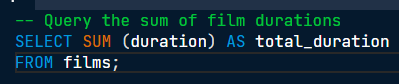 -- Query the sum of film durations
SELECT SUM (duration) AS total_duration
FROM films;